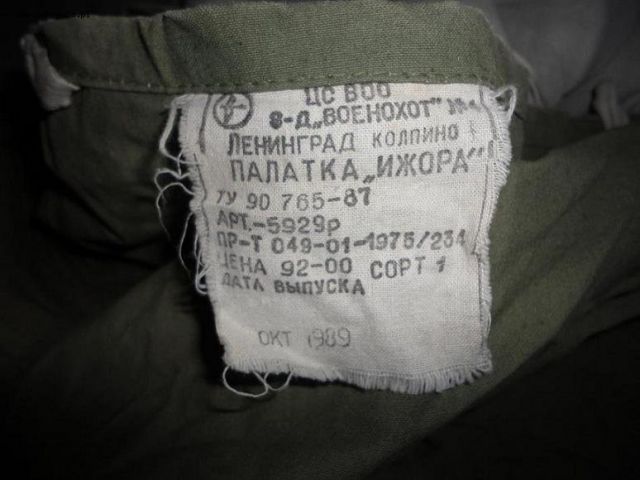 ЦС ВОО
З-Д „ВОЕНОХОТ" №1
ЛЕНИНГРАД КОЛПИНО
ПАЛАТКА „ИЖОРА"
ТУ 90 765-87
АРТ.-5929р
ПР-Т 049-01-1975/234
ЦЕНА 92-00 СОРТ 1
ДАТА ВЫПУСКА
ОКТ 1989